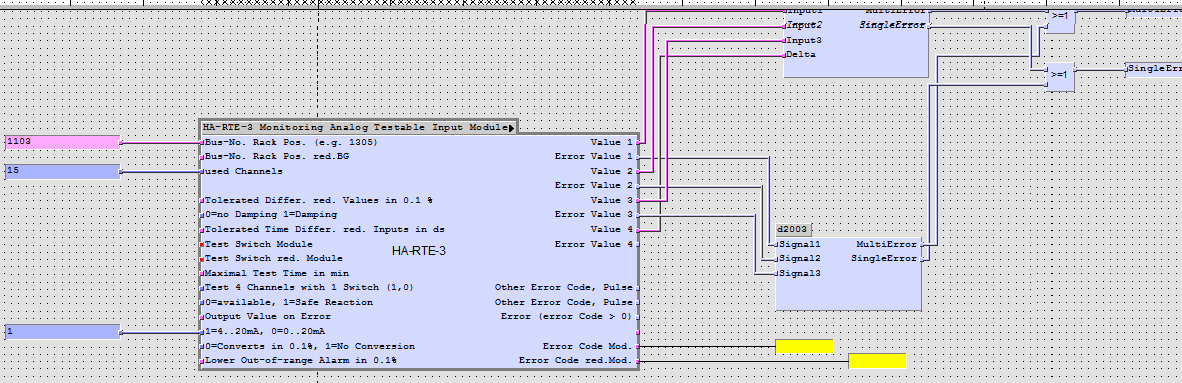 Input1 MultiError
>=1
Input2 SingleError
Input3
Delta
SingleErr
>=1
HA-RTE-3 Monitoring Analog Testable Input Module
1103
Bus-No. Rack Pos. (e.g. 1305) Value 1
Bus-No. Rack Pos. red.BG Error Value 1
15
used Channels Value 2
Error Value 2
Tolerated Differ. red. Values in 0.1 % Value 3
0=no Damping 1=Damping Error Value 3
Tolerated Time Differ. red. Inputs in ds Value 4
Test Switch Module Error Value 4
HA-RTE-3
Test Switch red. Module
Maximal Test Time in min
Test 4 Channels with 1 Switch (1,0) Other Error Code, Pulse
0=available, 1=Safe Reaction Other Error Code, Pulse
Output Value on Error Error (error Code > 0)
1
1=4..20mA, 0=0..20mA
0=Converts in 0.1%, 1=No Conversion Error Code Mod.
Lower Out-of-range Alarm in 0.1% Error Code red.Mod.
d2003
Signal1 MultiError
Signal2 SingleError
Signal3